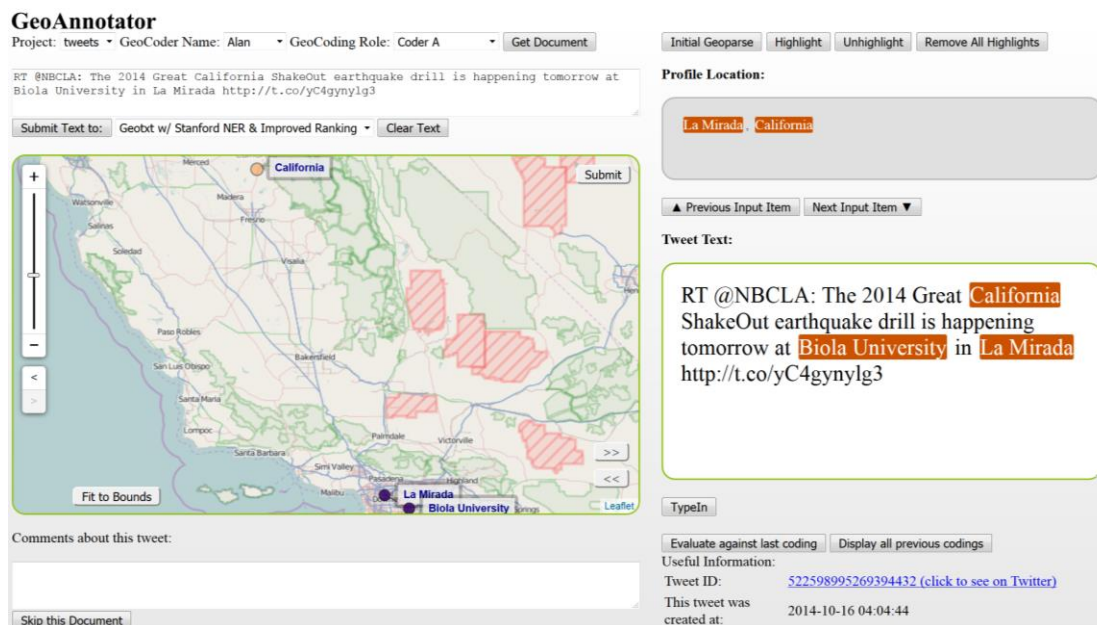 GeoAnnotator
Project: tweets GeoCoder Name: Alan GeoCoding Role: Coder A Get Document
RT @NBCLA: The 2014 Great California ShakeOut earthquake drill is happening tomorrow at
Biola University in La Mirada http://t.co/yC4gynylg3
Submit Text to: Geotxt w/ Stanford NER & Improved Ranking Clear Text
+
−
<
>
Submit
California
Merced
Madera
Fresno
Watsonville
Salinas
Soledad
Visalia
Paso Robles
San Luis Obispo
Bakersfield
Santa Maria
Lompoc
Santa Barbara
Palmdale
Victorville
Simi Valley
Pasadena
Highland
Malibu
La Mirada
Biola University
>>
<<
Fit to Bounds
Leaflet
Comments about this tweet:
Skip this Document
Initial Geoparse Highlight Unhighlight Remove All Highlights
Profile Location:
La Mirada, California
▲ Previous Input Item Next Input Item ▼
Tweet Text:
RT @NBCLA: The 2014 Great California
ShakeOut earthquake drill is happening
tomorrow at Biola University in La Mirada
http://t.co/yC4gynylg3
TypeIn
Evaluate against last coding Display all previous codings
Useful Information:
Tweet ID: 522598995269394432 (click to see on Twitter)
This tweet was
created at: 2014-10-16 04:04:44